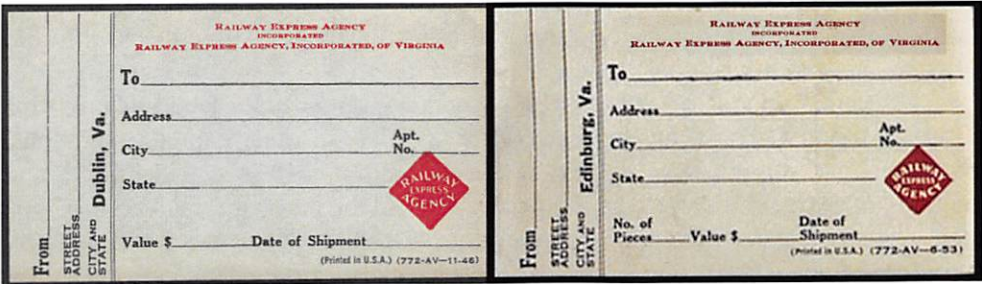 RAILWAY EXPRESS AGENCY
INCORPORATED
RAILWAY EXPRESS AGENCY, INCORPORATED, OF VIRGINIA
To
Address
Apt.
City No.
State
RAILWAY
EXPRESS
AGENCY
Value $ Date of Shipment
(Printed in U.S.A.) (772-AV—11-46)
From
STREET
ADDRESS
CITY AND
STATE
Dublin, Va.
RAILWAY EXPRESS AGENCY
INCORPORATED
RAILWAY EXPRESS AGENCY, INCORPORATED, OF VIRGINIA
To
Address
Apt.
City No.
State
RAILWAY
EXPRESS
AGENCY
No. of Date of
Pieces Value $ Shipment
(Printed in U.S.A.) (772-AV—6-53)
From
STREET
ADDRESS
CITY AND
STATE
Edinburg, Va.